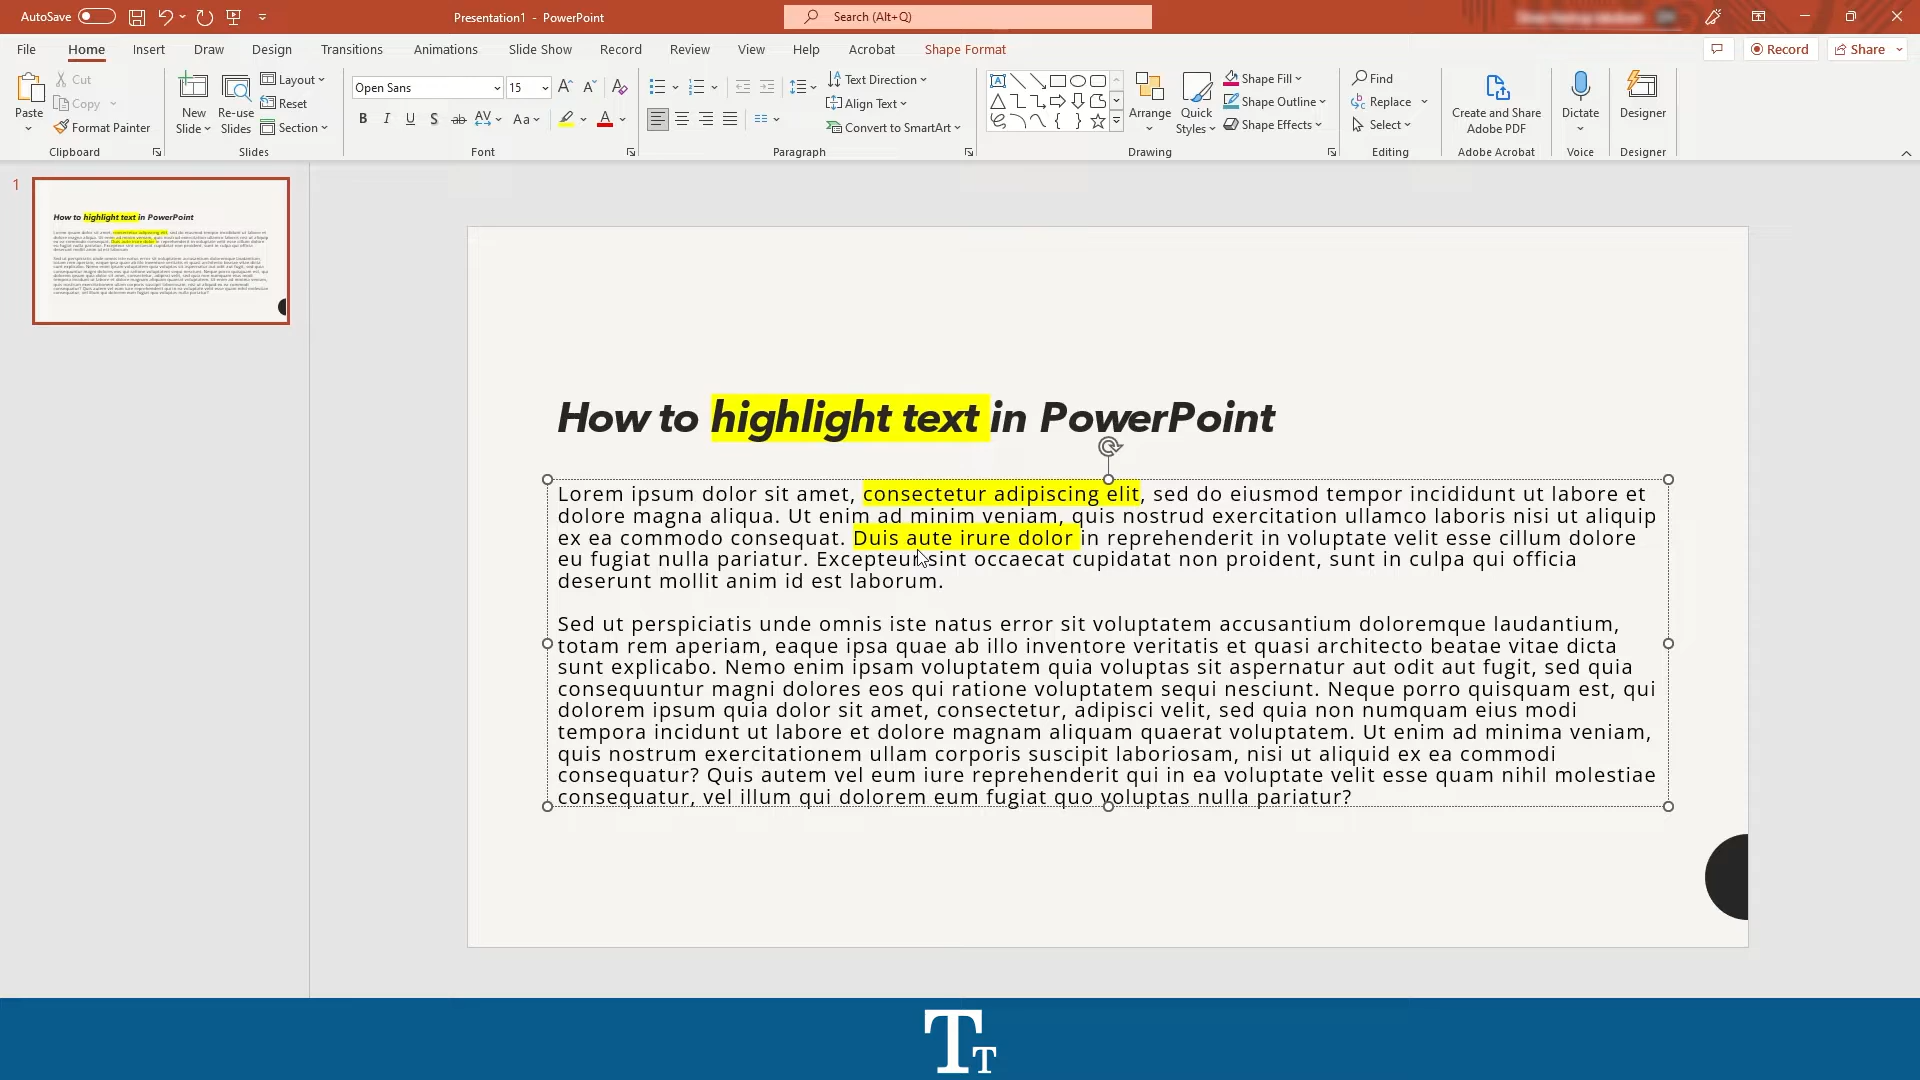 AutoSave
Presentation1 - PowerPoint
Search (Alt+Q)
File Home Insert Draw Design Transitions Animations Slide Show Record Review View Help Acrobat Shape Format
Record
Share
Paste
Cut
Copy
Format Painter
Clipboard
New Slide
Re-use Slides
Layout
Reset
Section
Slides
Open Sans 15
B I U S ab AV Aa A
Font
Text Direction
Align Text
Convert to SmartArt
Paragraph
Arrange
Quick Styles
Shape Fill
Shape Outline
Shape Effects
Drawing
Find
Replace
Select
Editing
Create and Share Adobe PDF
Adobe Acrobat
Dictate
Voice
Designer
Designer
1
How to highlight text in PowerPoint
How to highlight text in PowerPoint
Lorem ipsum dolor sit amet, consectetur adipiscing elit, sed do eiusmod tempor incididunt ut labore et
dolore magna aliqua. Ut enim ad minim veniam, quis nostrud exercitation ullamco laboris nisi ut aliquip
ex ea commodo consequat. Duis aute irure dolor in reprehenderit in voluptate velit esse cillum dolore
eu fugiat nulla pariatur. Excepteur sint occaecat cupidatat non proident, sunt in culpa qui officia
deserunt mollit anim id est laborum.
Sed ut perspiciatis unde omnis iste natus error sit voluptatem accusantium doloremque laudantium,
totam rem aperiam, eaque ipsa quae ab illo inventore veritatis et quasi architecto beatae vitae dicta
sunt explicabo. Nemo enim ipsam voluptatem quia voluptas sit aspernatur aut odit aut fugit, sed quia
consequuntur magni dolores eos qui ratione voluptatem sequi nesciunt. Neque porro quisquam est, qui
dolorem ipsum quia dolor sit amet, consectetur, adipisci velit, sed quia non numquam eius modi
tempora incidunt ut labore et dolore magnam aliquam quaerat voluptatem. Ut enim ad minima veniam,
quis nostrum exercitationem ullam corporis suscipit laboriosam, nisi ut aliquid ex ea commodi
consequatur? Quis autem vel eum iure reprehenderit qui in ea voluptate velit esse quam nihil molestiae
consequatur, vel illum qui dolorem eum fugiat quo voluptas nulla pariatur?
TT